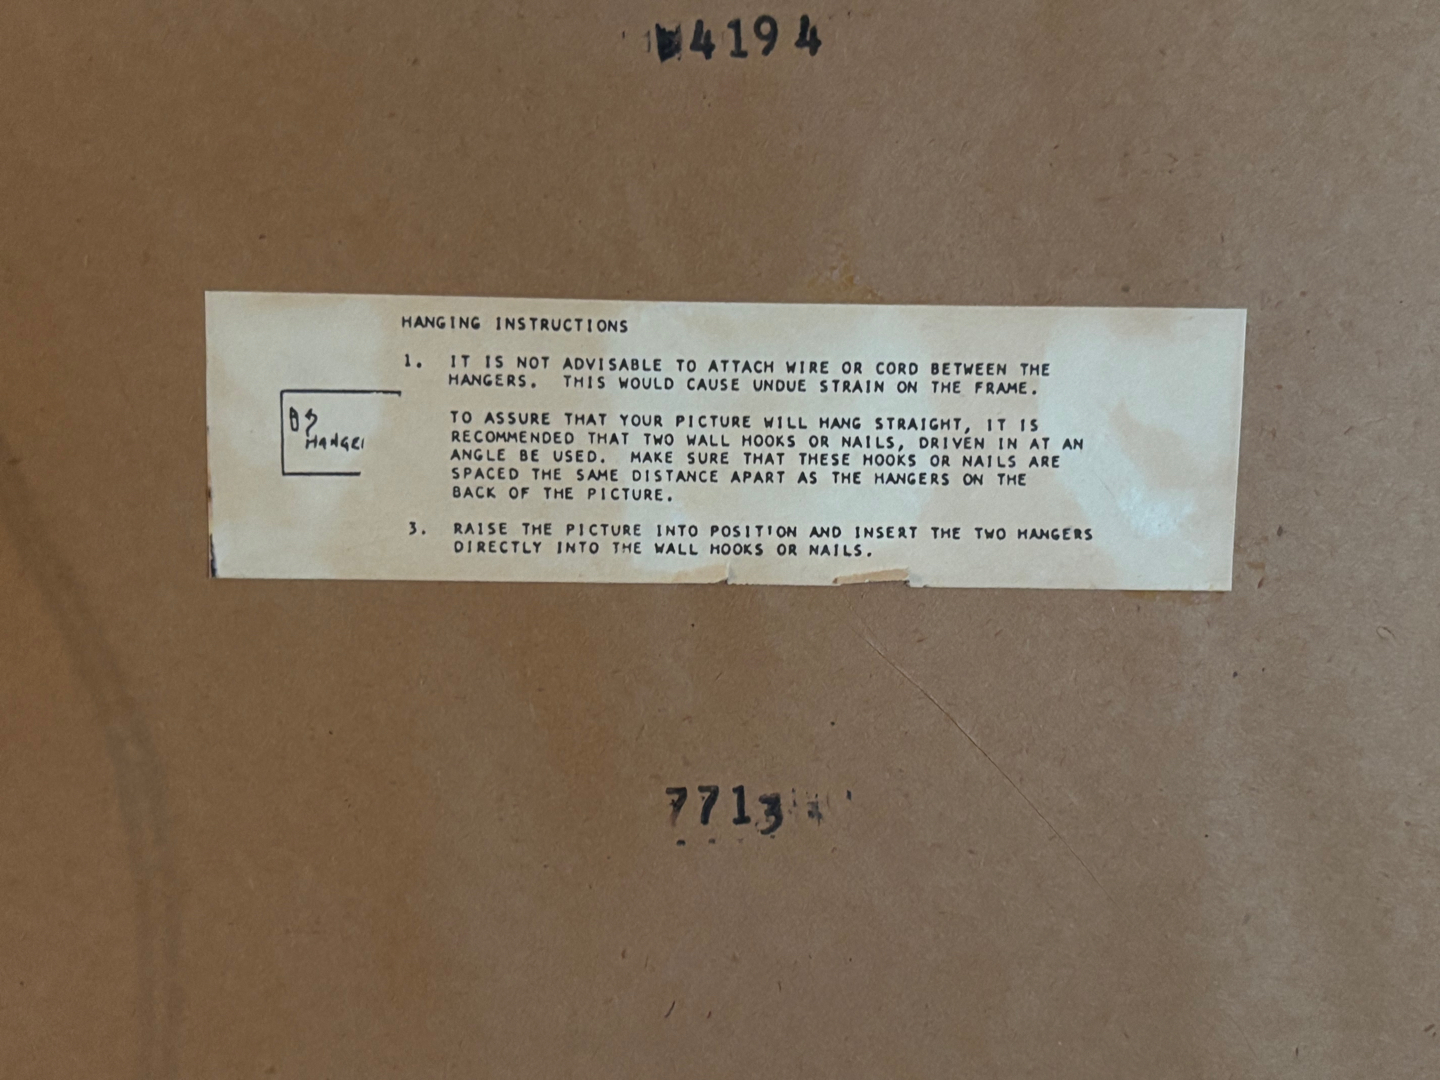 4194
HANGING INSTRUCTIONS
1. IT IS NOT ADVISABLE TO ATTACH WIRE OR CORD BETWEEN THE
HANGERS. THIS WOULD CAUSE UNDUE STRAIN ON THE FRAME.
TO ASSURE THAT YOUR PICTURE WILL HANG STRAIGHT, IT IS
RECOMMENDED THAT TWO WALL HOOKS OR NAILS, DRIVEN IN AT AN
ANGLE BE USED. MAKE SURE THAT THESE HOOKS OR NAILS ARE
SPACED THE SAME DISTANCE APART AS THE HANGERS ON THE
BACK OF THE PICTURE.
3. RAISE THE PICTURE INTO POSITION AND INSERT THE TWO HANGERS
DIRECTLY INTO THE WALL HOOKS OR NAILS.
7713